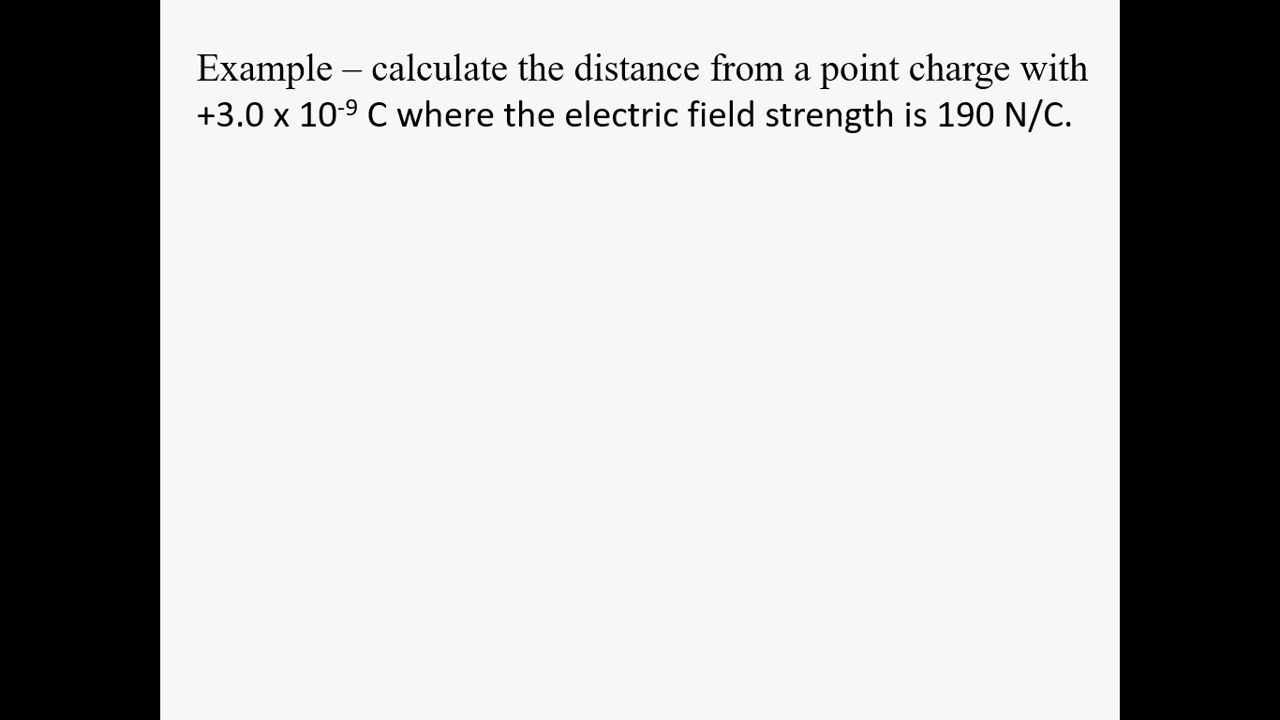 Example – calculate the distance from a point charge with
+3.0 x 10⁻⁹ C where the electric field strength is 190 N/C.